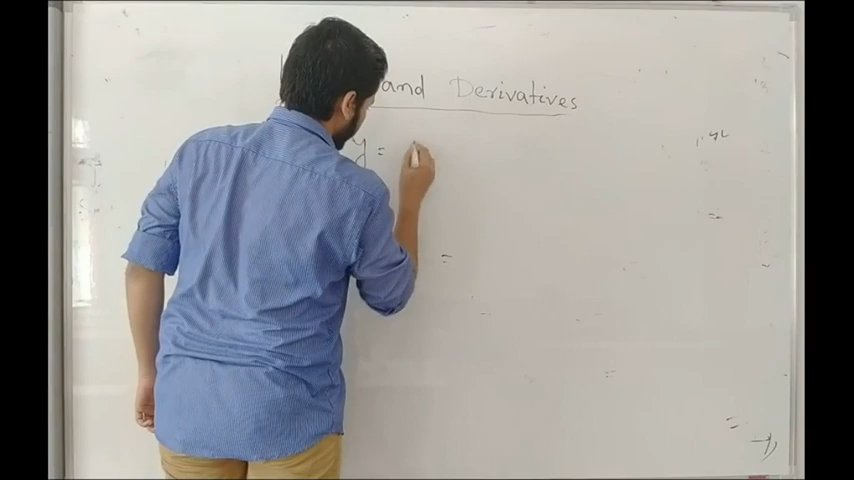 and Derivatives
y =